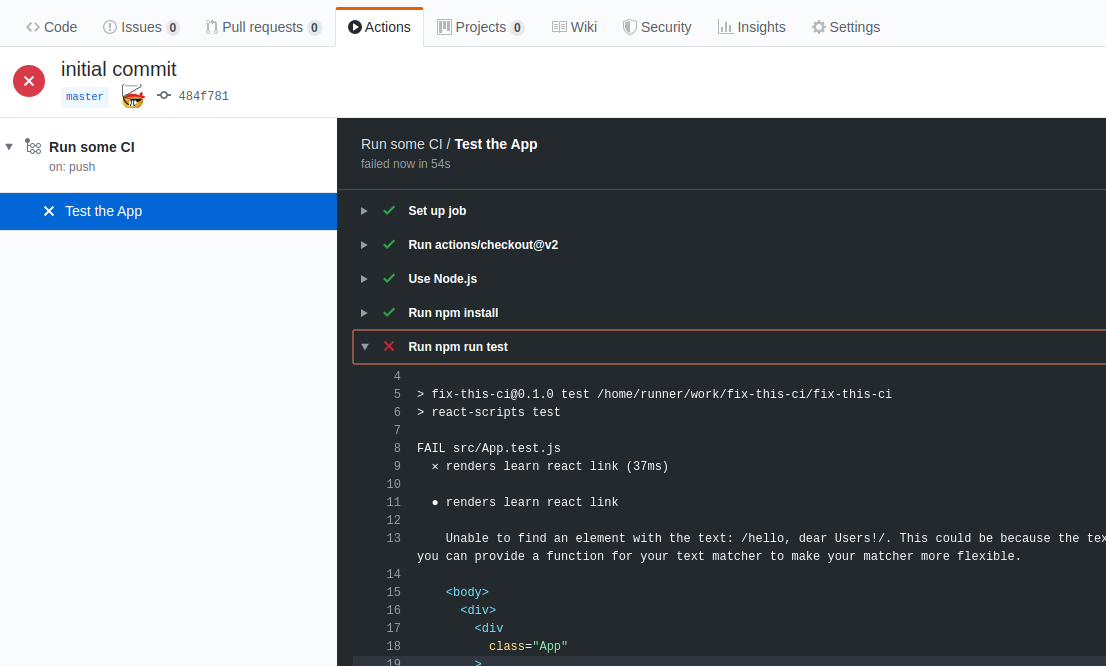 Code Issues 0 Pull requests 0 Actions Projects 0 Wiki Security Insights Settings
initial commit
master 484f781
Run some CI
on: push
Test the App
Run some CI / Test the App
failed now in 54s
Set up job
Run actions/checkout@v2
Use Node.js
Run npm install
Run npm run test
4
5 > fix-this-ci@0.1.0 test /home/runner/work/fix-this-ci/fix-this-ci
6 > react-scripts test
7
8 FAIL src/App.test.js
9 × renders learn react link (37ms)
10
11 ● renders learn react link
12
13 Unable to find an element with the text: /hello, dear Users!/. This could be because the tex
you can provide a function for your text matcher to make your matcher more flexible.
14
15 <body>
16 <div>
17 <div
18 class="App"
19 >